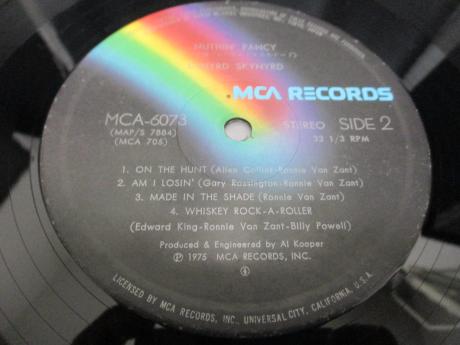 NUTHIN' FANCY
SKYNYRD
MCA RECORDS
MCA-6073
(MAP/S 7884)
(MCA 705)
STEREO SIDE 2
33 1/3 RPM
1. ON THE HUNT (Allen Collins-Ronnie Van Zant)
2. AM I LOSIN' (Gary Rossington-Ronnie Van Zant)
3. MADE IN THE SHADE (Ronnie Van Zant)
4. WHISKEY ROCK-A-ROLLER
(Edward King-Ronnie Van Zant-Billy Powell)
Produced & Engineered by Al Kooper
Ⓟ 1975 MCA RECORDS, INC.
LICENSED BY MCA RECORDS, INC., UNIVERSAL CITY, CALIFORNIA, U.S.A.